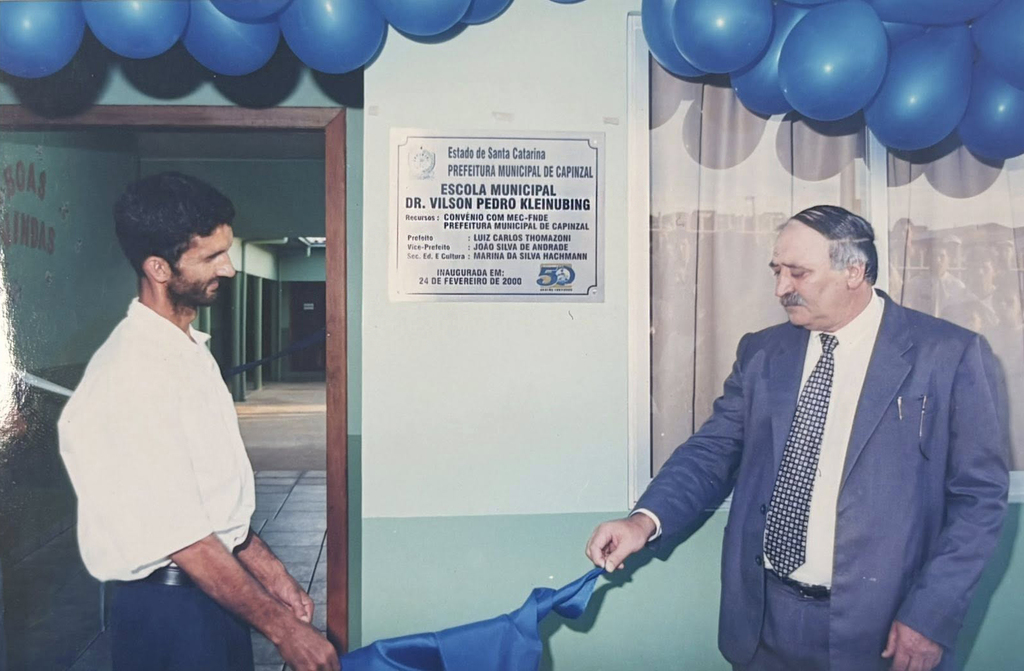 BOAS
VINDAS
Estado de Santa Catarina
PREFEITURA MUNICIPAL DE CAPINZAL
ESCOLA MUNICIPAL
DR. VILSON PEDRO KLEINUBING
Recursos : CONVÊNIO COM MEC-FNDE
PREFEITURA MUNICIPAL DE CAPINZAL
Prefeito : LUIZ CARLOS THOMAZONI
Vice-Prefeito : JOÃO SILVA DE ANDRADE
Sec. Ed. E Cultura : MARINA DA SILVA HACHMANN
INAUGURADA EM:
24 DE FEVEREIRO DE 2000
50